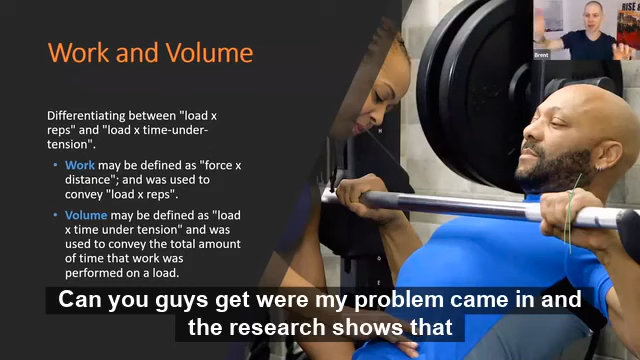 Work and Volume
RISE &
Brent
Differentiating between "load x
reps" and "load x time-under-
tension".
• Work may be defined as "force x
distance"; and was used to
convey "load x reps".
• Volume may be defined as "load
x time under tension" and was
used to convey the total amount
of time that work was
performed on a load.
Can you guys get were my problem came in and
the research shows that